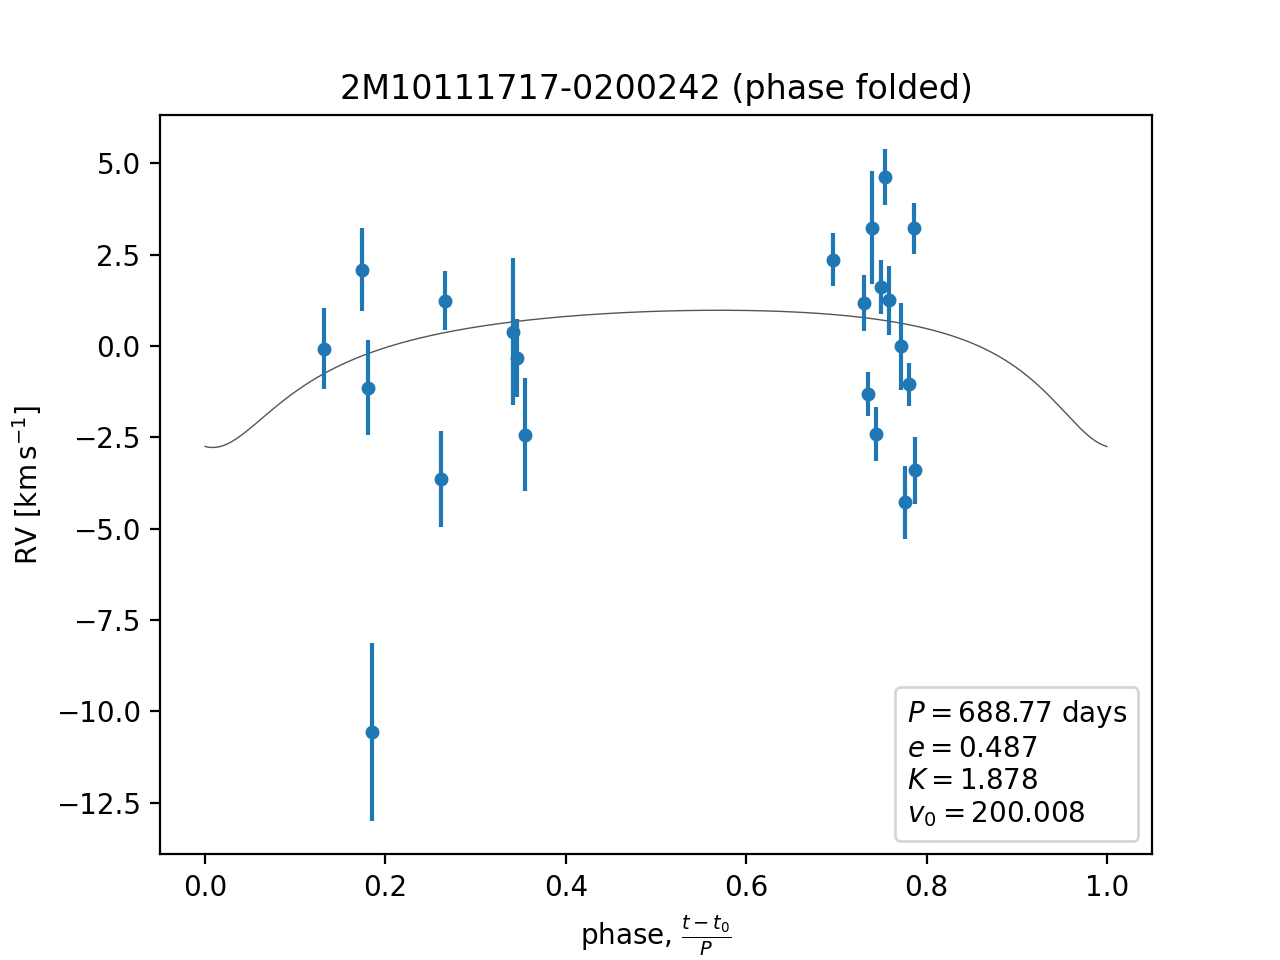 2M10111717-0200242 (phase folded)
RV [km s⁻¹]
5.0
2.5
0.0
−2.5
−5.0
−7.5
−10.0
−12.5
P = 688.77 days
e = 0.487
K = 1.878
v₀ = 200.008
0.0 0.2 0.4 0.6 0.8 1.0
phase, (t − t₀)/P